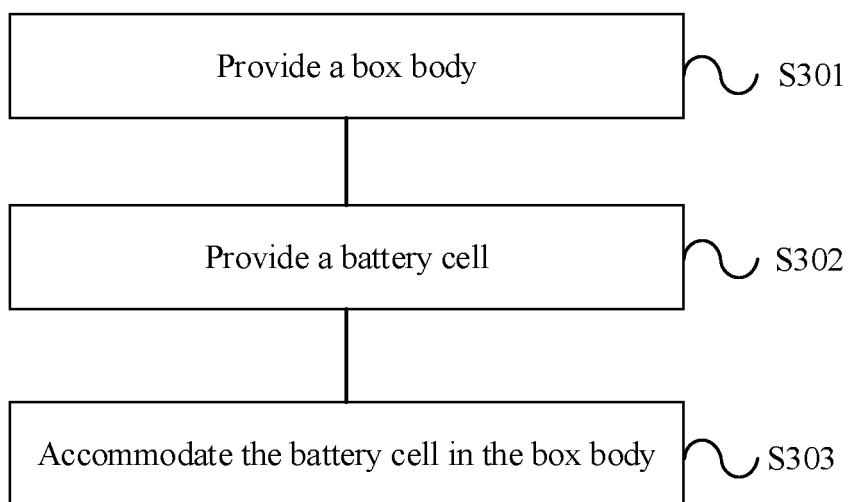 Provide a box body
S301
Provide a battery cell
S302
Accommodate the battery cell in the box body
S303